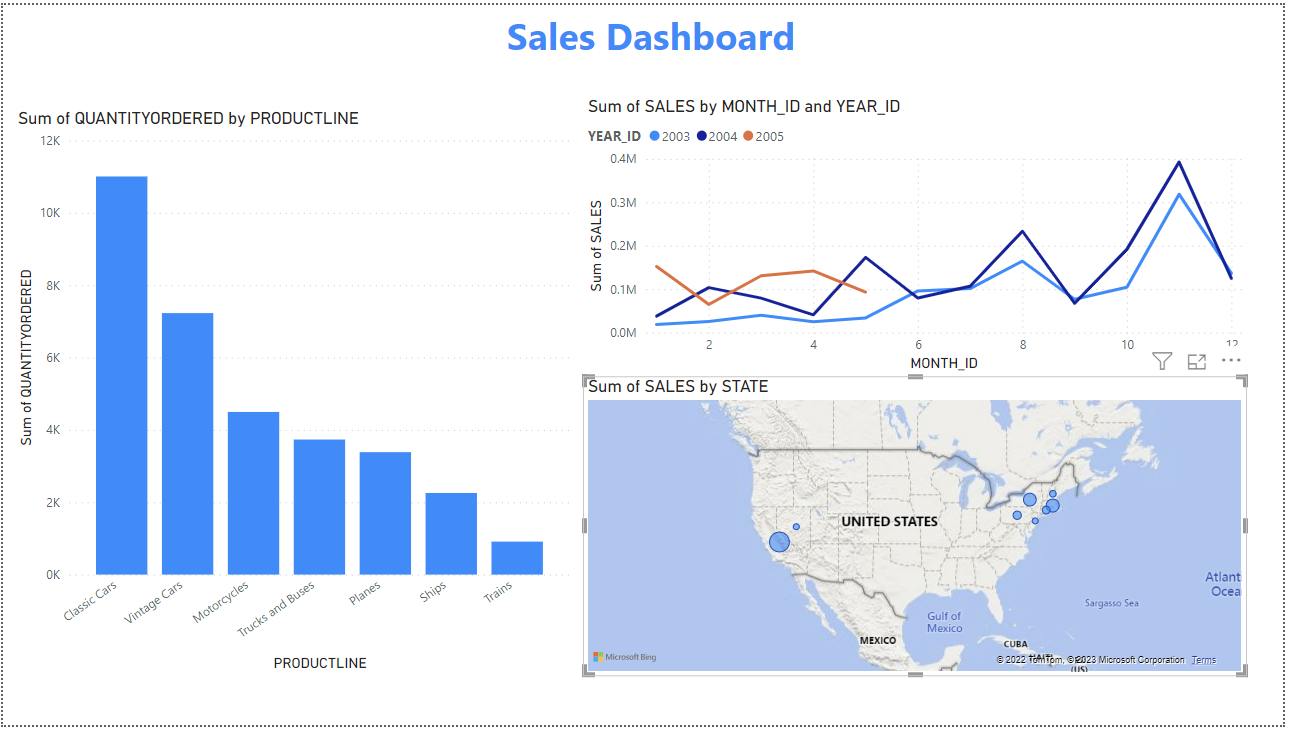 Sales Dashboard
Sum of QUANTITYORDERED by PRODUCTLINE
12K
10K
8K
6K
4K
2K
0K
Sum of QUANTITYORDERED
Classic Cars
Vintage Cars
Motorcycles
Trucks and Buses
Planes
Ships
Trains
PRODUCTLINE
Sum of SALES by MONTH_ID and YEAR_ID
YEAR_ID 2003 2004 2005
0.4M
0.3M
0.2M
0.1M
0.0M
Sum of SALES
2 4 6 8 10 12
MONTH_ID
Sum of SALES by STATE
UNITED STATES
Atlant
Ocea
Sargasso Sea
Gulf of
Mexico
MEXICO
CUBA
HAITI
(US)
Microsoft Bing
© 2022 TomTom, © 2023 Microsoft Corporation Terms